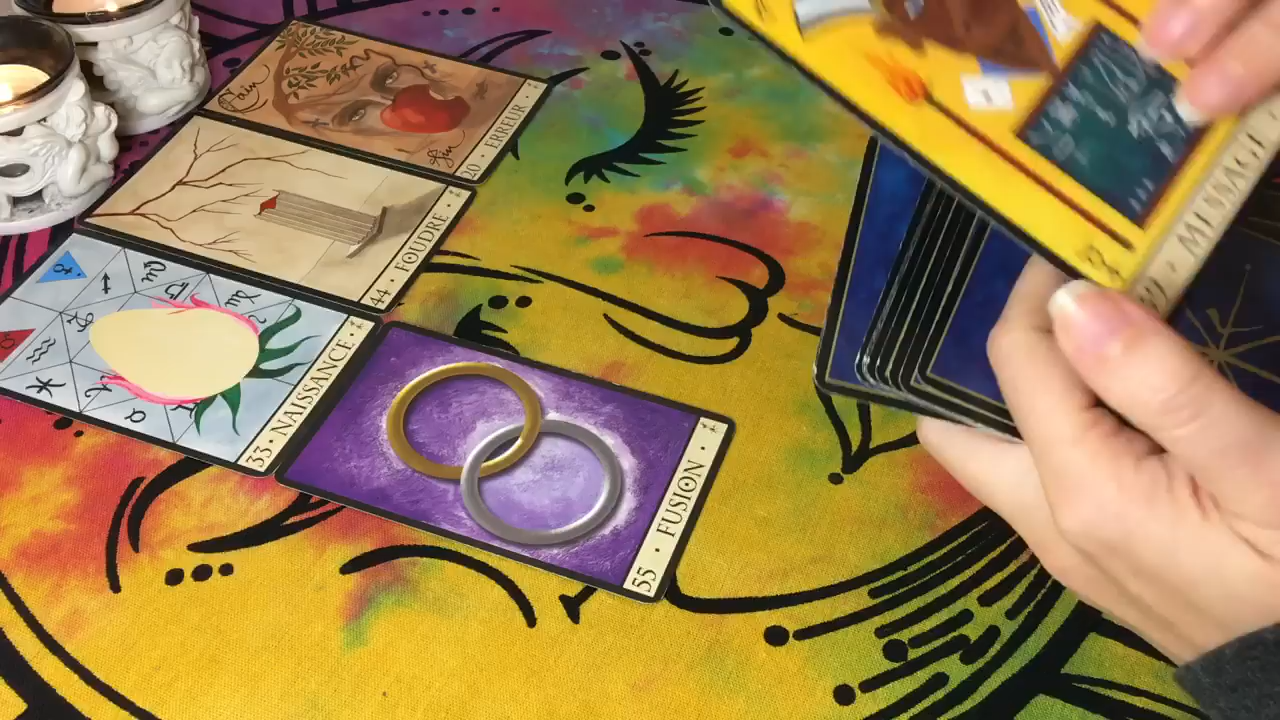 20 · ERREUR ·
44 · FOUDRE ·
33 · NAISSANCE ·
55 · FUSION ·
MESSAGE